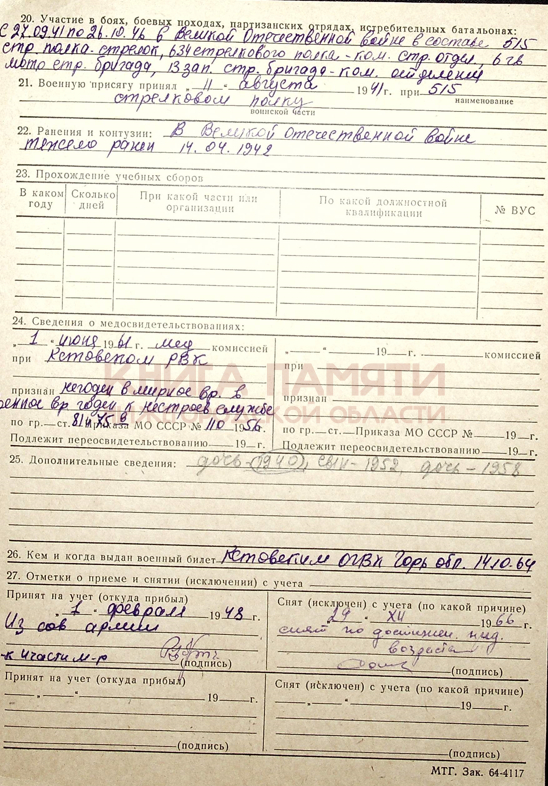 20. Участие в боях, боевых походах, партизанских отрядах, истребительных батальонах:
С 27.09.41 по 26.10.46 в Великой Отечественной Войне в составе 515
стр. полка-стрелок, 634 стрелкового полка - ком. стр. отдел, 6 гв
мото стр. бригада, 13 зап. стр. бригада - ком. отделения
21. Военную присягу принял „11" августа 1941 г. при 515
наименование
стрелковом полку
воинской части
22. Ранения и контузии: В Великой Отечественной войне
тяжело ранен 14.04.1942
23. Прохождение учебных сборов
В каком году | Сколько дней | При какой части или организации | По какой должностной квалификации | № ВУС
24. Сведения о медосвидетельствованиях:
„1" июня 1961 г. мед комиссией
при Кстовском РВК
признан негоден в мирное вр. в
военное вр годен к нестроев службе
по гр. 8 I ст. 75-а Приказа МО СССР № 110 1956.
Подлежит переосвидетельствованию —19—г.
„—"—19—г. комиссией
при
признан
по гр.—ст.—Приказа МО СССР №—19—г.
Подлежит переосвидетельствованию—19—г.
КНИГА ПАМЯТИ
ОБЛАСТИ
25. Дополнительные сведения: дочь-1940, сын-1952, дочь-1958
26. Кем и когда выдан военный билет Кстовским ОГВК Горь обл. 14.10.64
27. Отметки о приеме и снятии (исключении) с учета
Принят на учет (откуда прибыл)
„1" февраля 1948 г.
Из сов армии
(подпись)
Снят (исключен) с учета (по какой причине)
29 " XII 1966 г.
снят по достижен. пид.
возраста
(подпись)
Принят на учет (откуда прибыл)
„—"—19—г.
(подпись)
Снят (исключен) с учета (по какой причине)
„—"—19—г.
(подпись)
МТГ. Зак. 64-4117